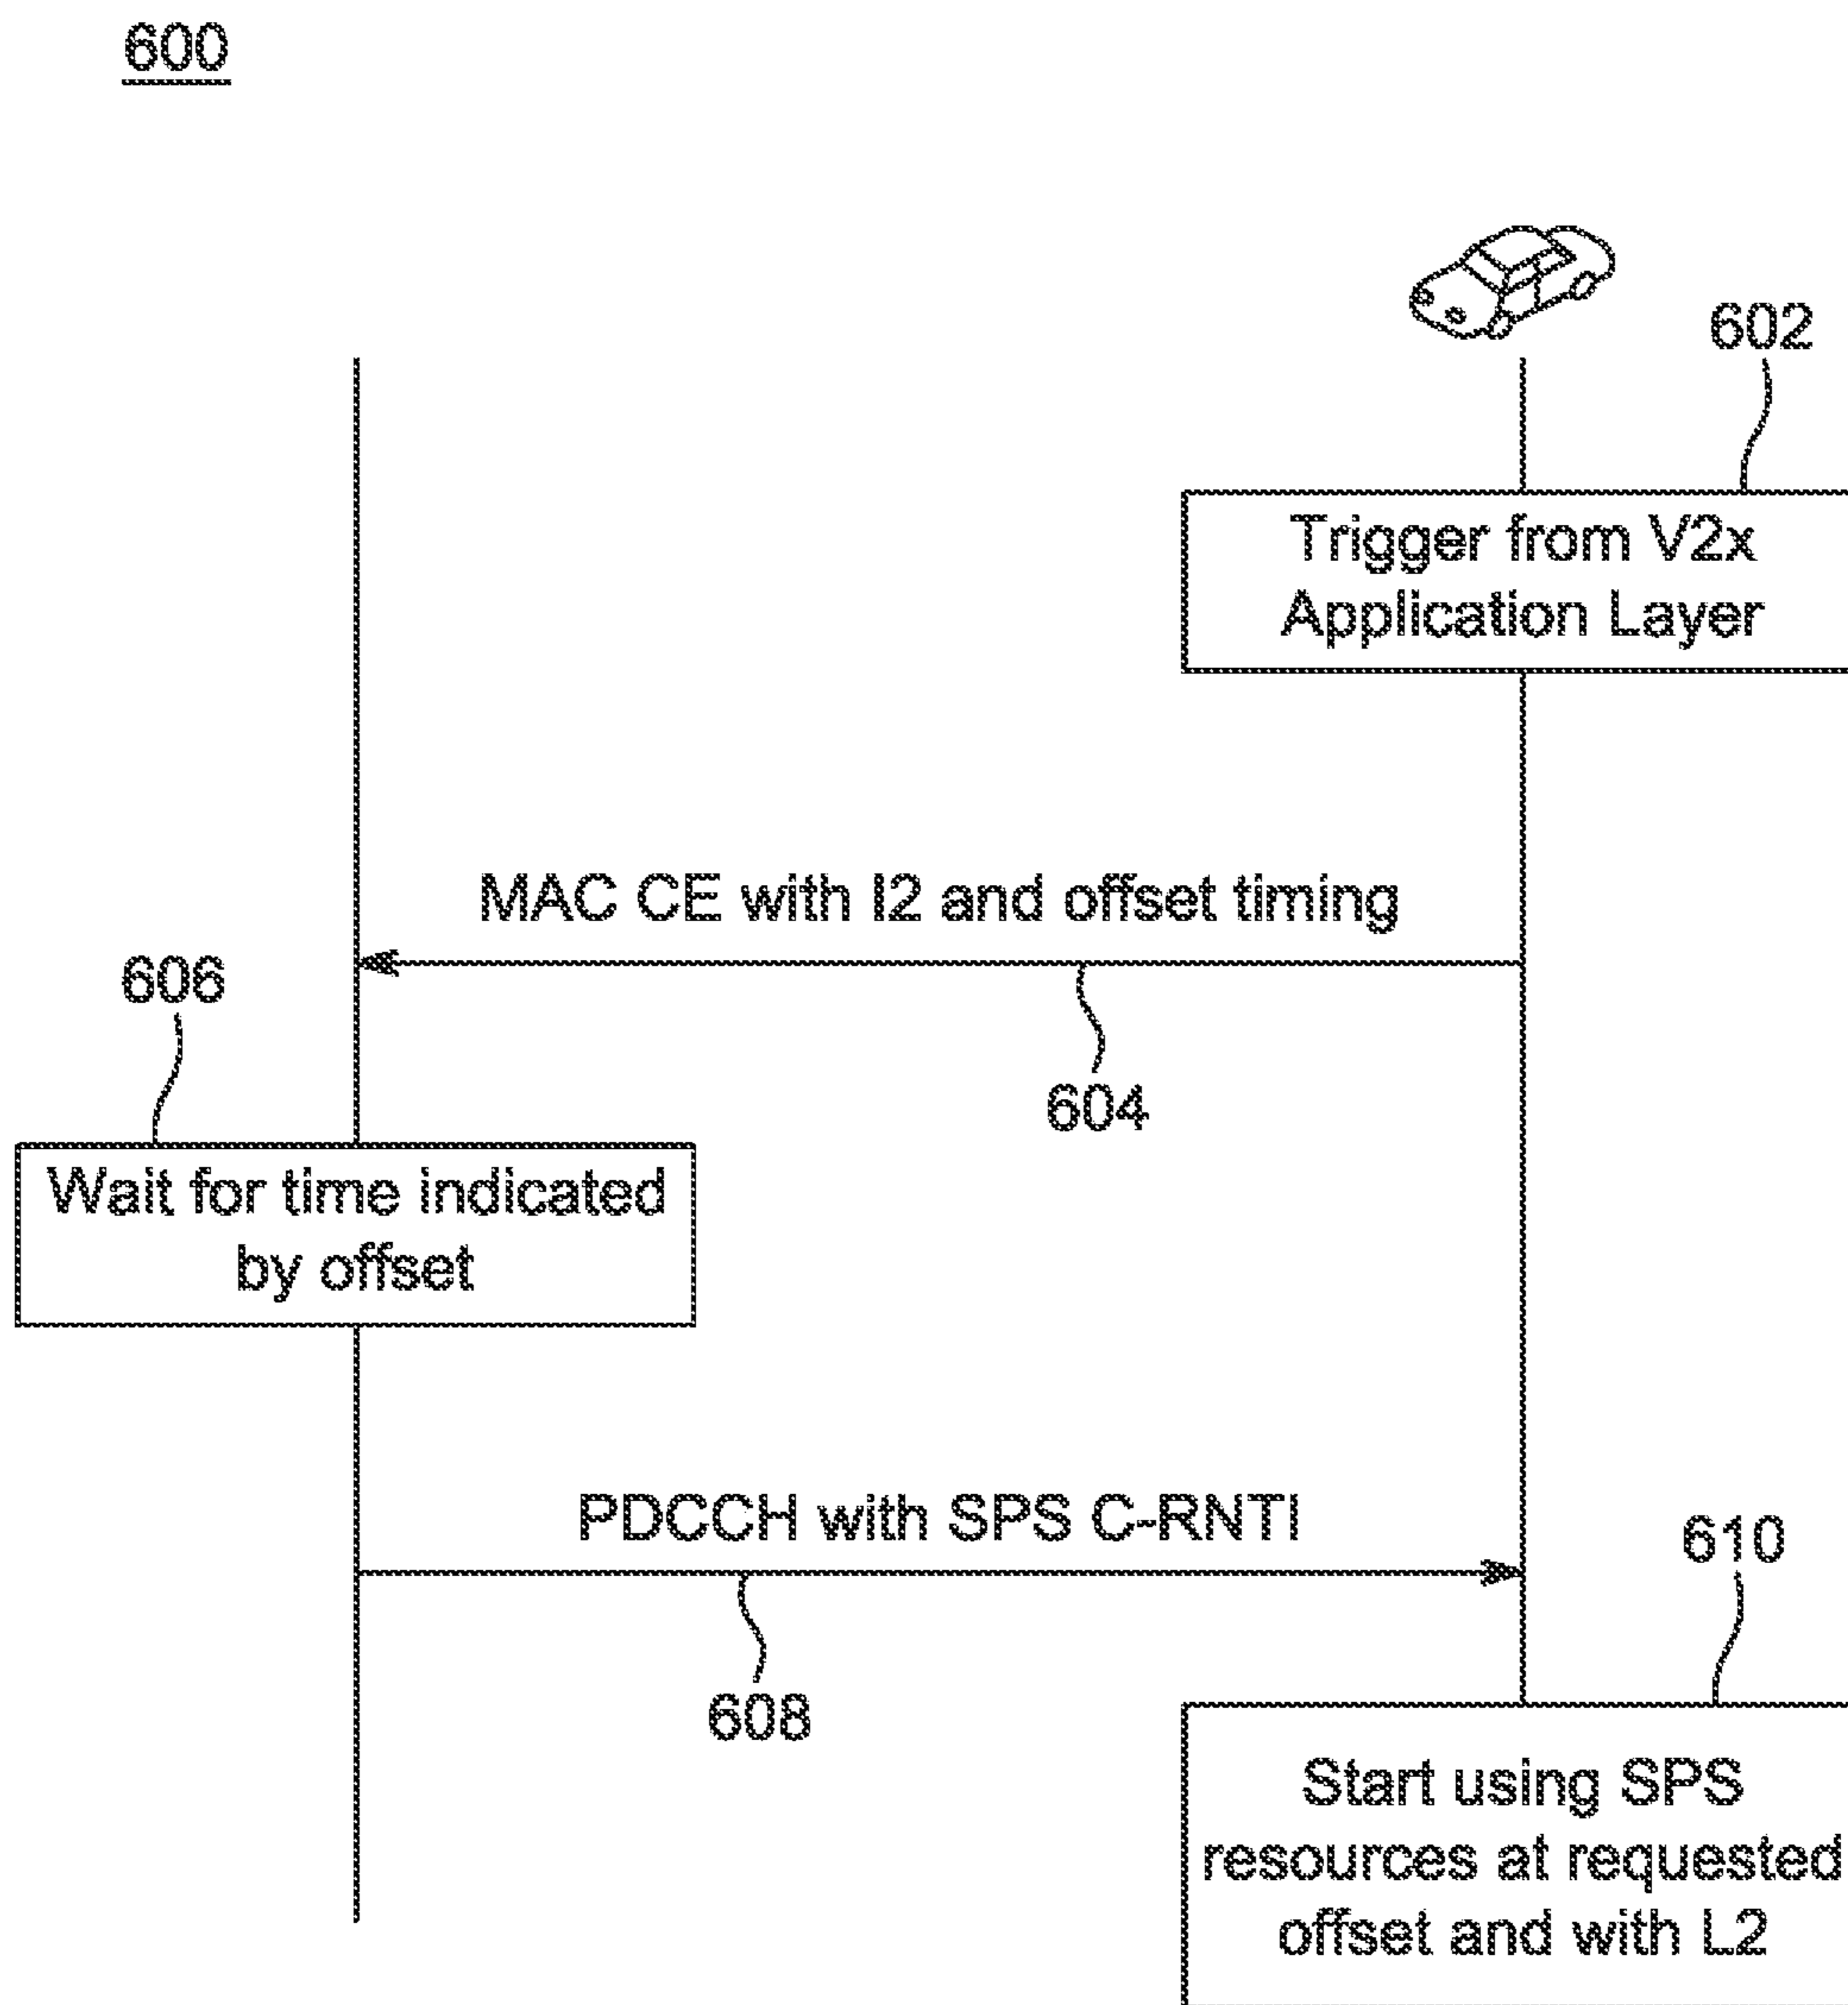 600
602
Trigger from V2x
Application Layer
MAC CE with I2 and offset timing
606
604
Wait for time indicated
by offset
PDCCH with SPS C-RNTI
610
608
Start using SPS
resources at requested
offset and with L2